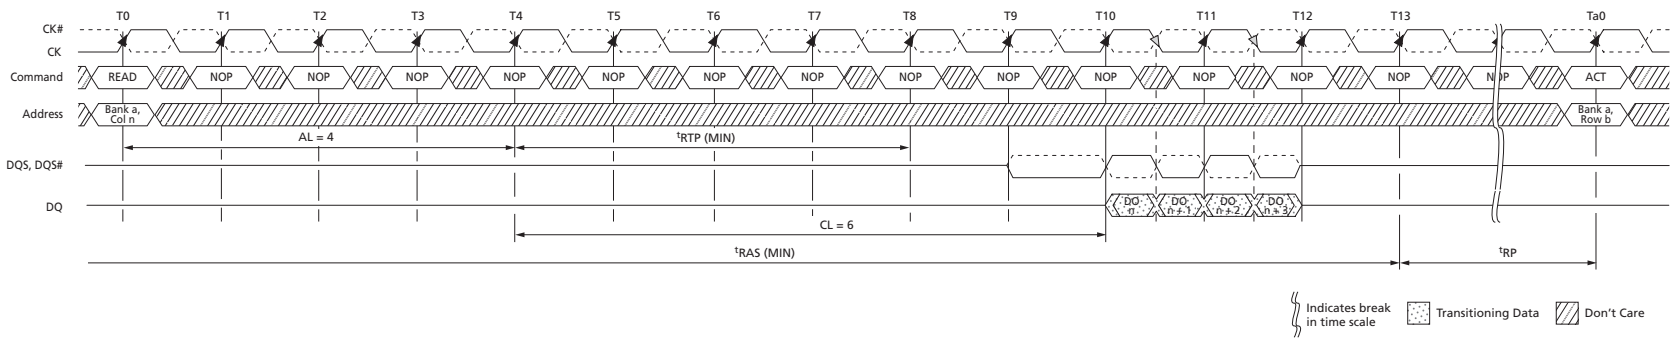 T0 T1 T2 T3 T4 T5 T6 T7 T8 T9 T10 T11 T12 T13 Ta0
CK#
CK
Command READ NOP NOP NOP NOP NOP NOP NOP NOP NOP NOP NOP NOP NOP NOP ACT
Address Bank a, Col n Bank a, Row b
AL = 4 tRTP (MIN)
DQS, DQS#
DQ DO n DO n + 1 DO n + 2 DO n + 3
CL = 6
tRAS (MIN) tRP
Indicates break in time scale Transitioning Data Don't Care